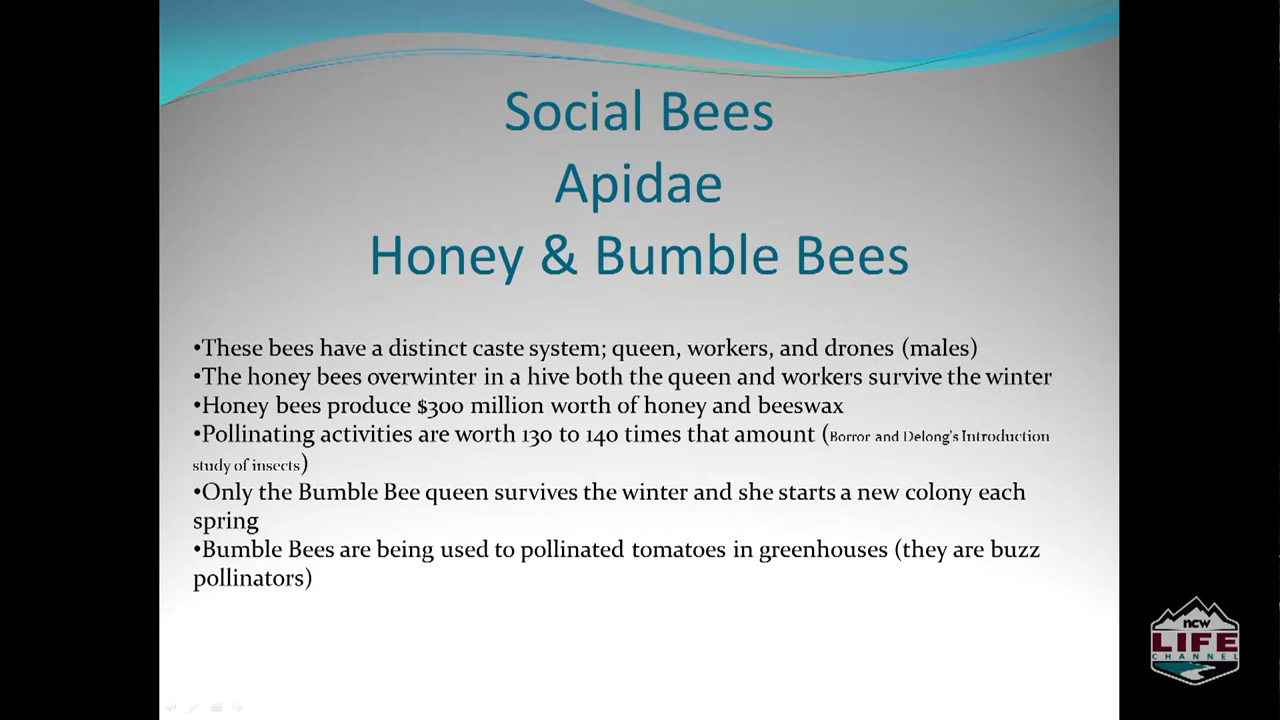 Social Bees
Apidae
Honey & Bumble Bees
•These bees have a distinct caste system; queen, workers, and drones (males)
•The honey bees overwinter in a hive both the queen and workers survive the winter
•Honey bees produce $300 million worth of honey and beeswax
•Pollinating activities are worth 130 to 140 times that amount (Borror and Delong's Introduction
study of insects)
•Only the Bumble Bee queen survives the winter and she starts a new colony each
spring
•Bumble Bees are being used to pollinated tomatoes in greenhouses (they are buzz
pollinators)
ncw
LIFE
CHANNEL